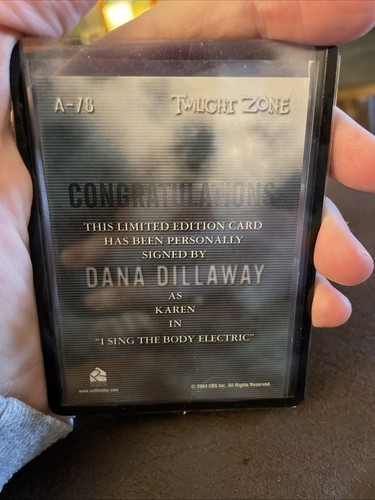 A-78
TWILIGHT ZONE
CONGRATULATIONS
THIS LIMITED EDITION CARD
HAS BEEN PERSONALLY
SIGNED BY
DANA DILLAWAY
AS
KAREN
IN
"I SING THE BODY ELECTRIC"
© 2004 CBS Inc. All Rights Reserved.